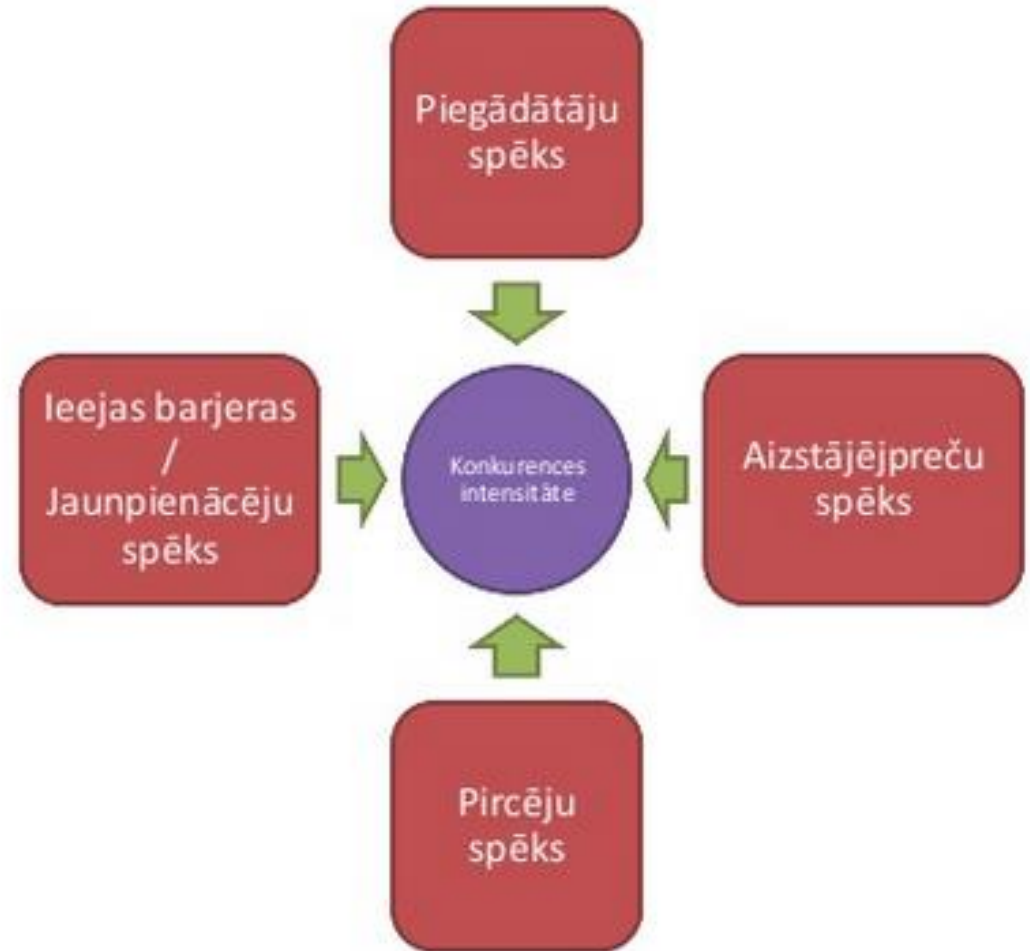 Piegādātāju
spēks
Ieejas barjeras
/
Jaunpienācēju
spēks
Konkurences
intensitāte
Aizstājējpreču
spēks
Pircēju
spēks